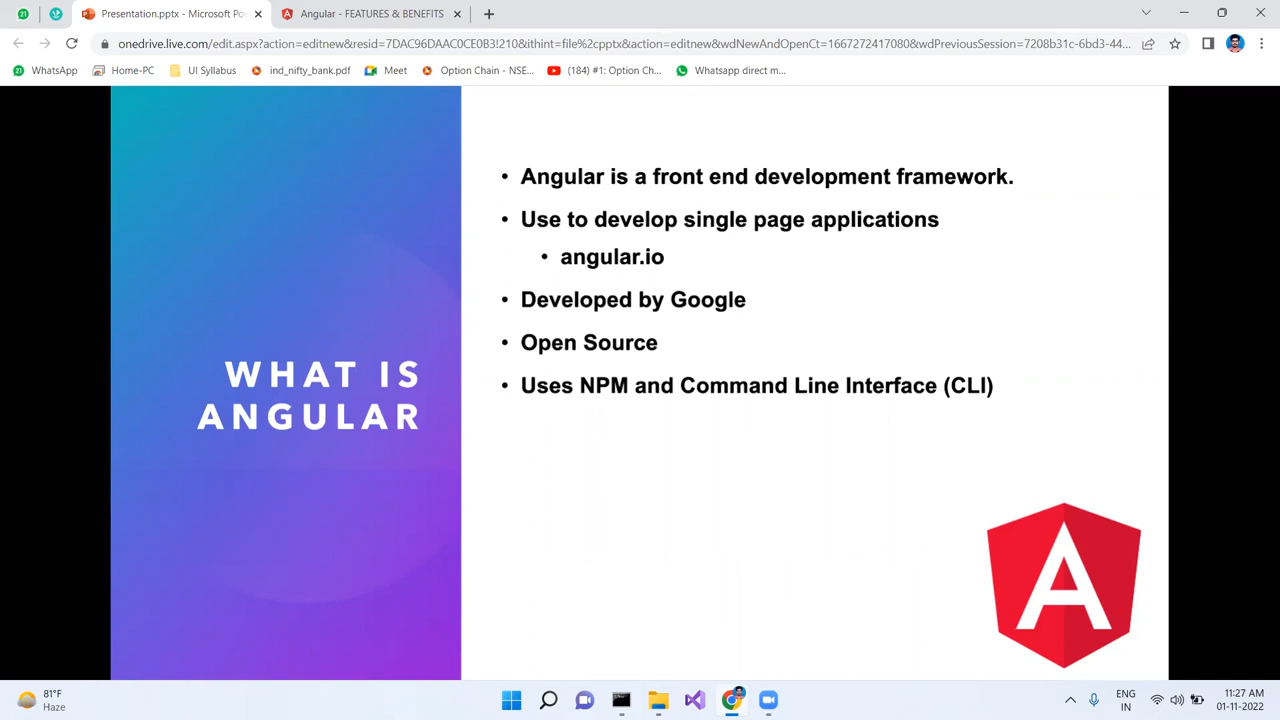 21
Presentation.pptx - Microsoft Po
Angular - FEATURES & BENEFITS
onedrive.live.com/edit.aspx?action=editnew&resid=7DAC96DAAC0CE083!218&ithint=file%2cpptx&action=editnew&wdNewAndOpenCt=1667272417080&wdPreviousSession=7208b31c-6bd3-44...
21 WhatsApp
Home-PC
UI Syllabus
ind_nifty_bank.pdf
Meet
Option Chain - NSE...
(184) #1: Option Ch...
Whatsapp direct m...
WHAT IS
ANGULAR
• Angular is a front end development framework.
• Use to develop single page applications
• angular.io
• Developed by Google
• Open Source
• Uses NPM and Command Line Interface (CLI)
A
81°F
Haze
ENG
IN
11:27 AM
01-11-2022